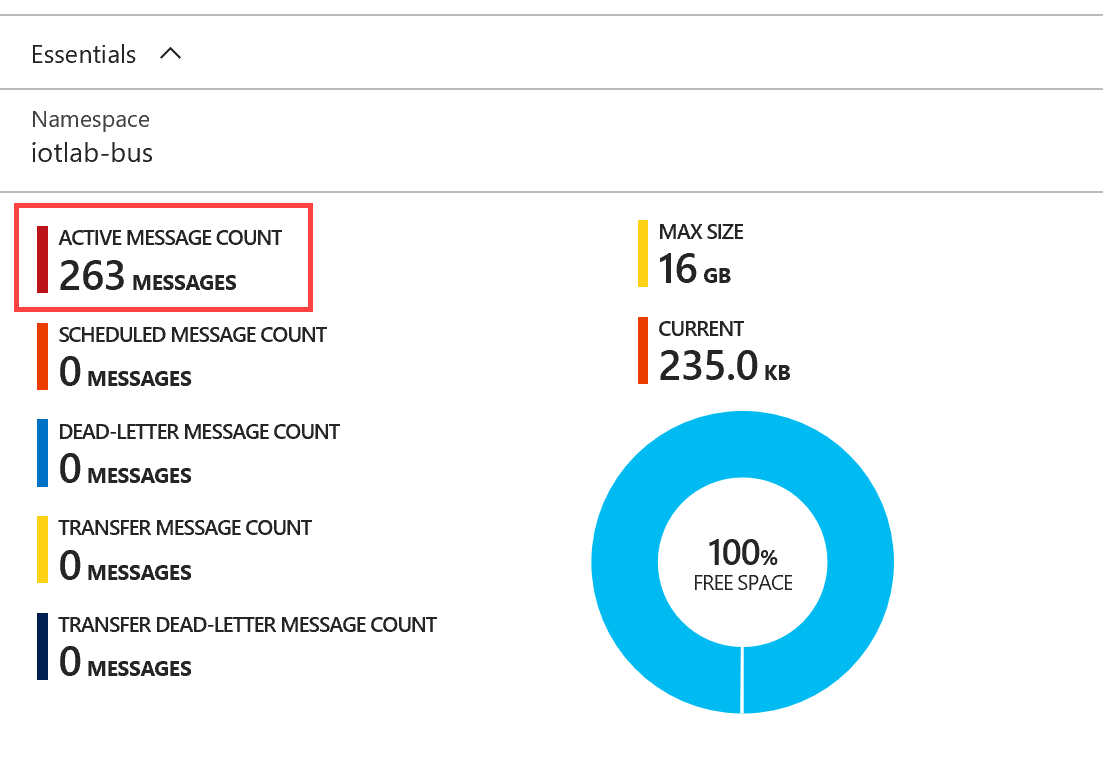 Essentials
Namespace
iotlab-bus
ACTIVE MESSAGE COUNT
263 MESSAGES
SCHEDULED MESSAGE COUNT
0 MESSAGES
DEAD-LETTER MESSAGE COUNT
0 MESSAGES
TRANSFER MESSAGE COUNT
0 MESSAGES
TRANSFER DEAD-LETTER MESSAGE COUNT
0 MESSAGES
MAX SIZE
16 GB
CURRENT
235.0 KB
100%
FREE SPACE